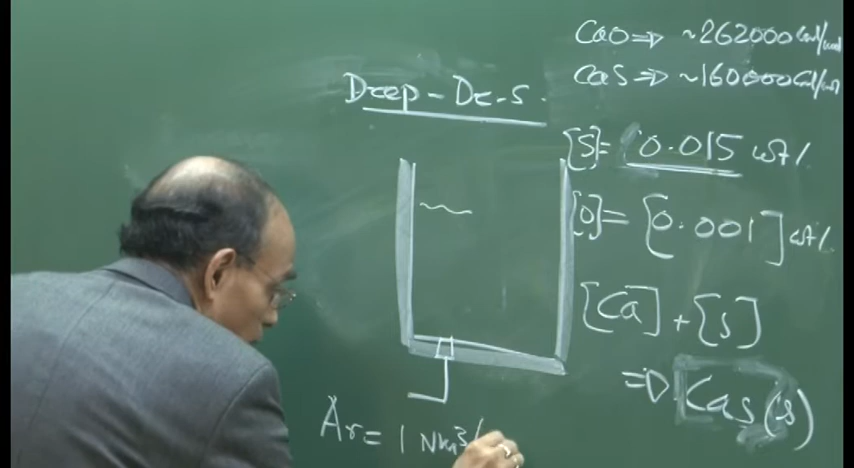 CaO ⇒ ~262000 Cal/mol
CaS ⇒ ~160000 Cal/mol
Deep-De-S.
[S]= 0.015 wt%
[O]= [0.001] wt%
[Ca] + [S]
⇒ CaS(s)
Ar = 1 Nm³/